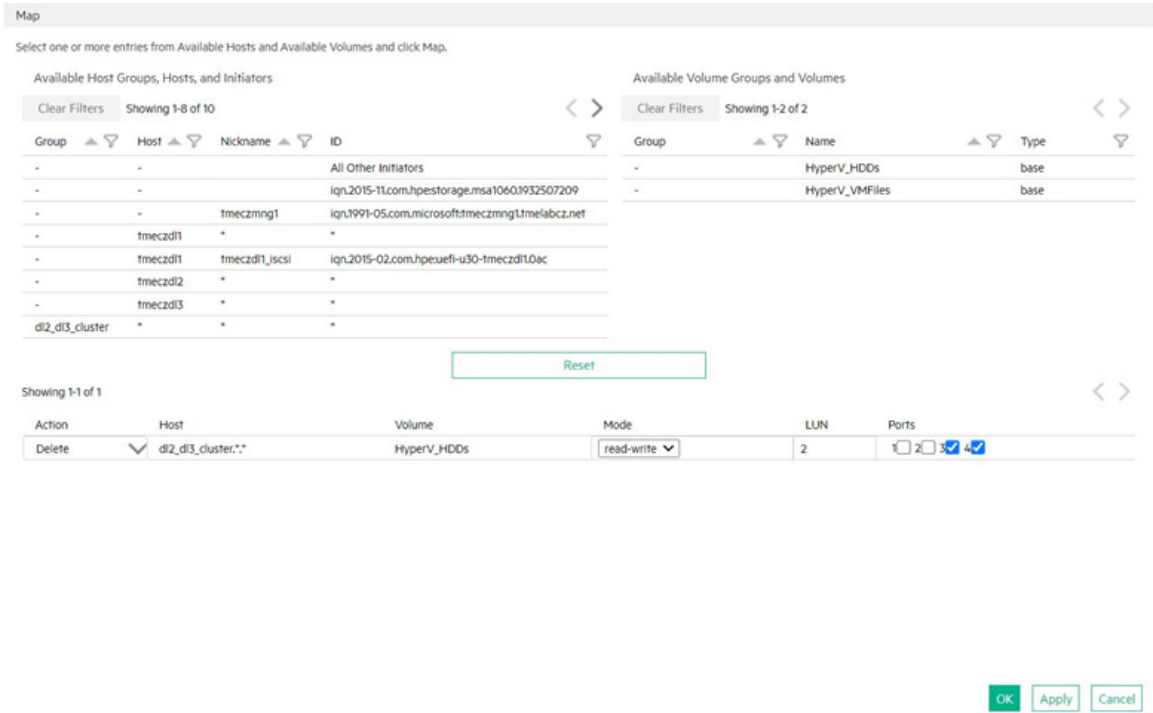 Map
Select one or more entries from Available Hosts and Available Volumes and click Map.
Available Host Groups, Hosts, and Initiators
Clear Filters Showing 1-8 of 10
Group Host Nickname ID
- - All Other Initiators
- - iqn.2015-11.com.hpestorage.msa1060.1932507209
- - tmeczmng1 iqn.1991-05.com.microsoft:tmeczmng1.tmelabcz.net
- tmeczdl1 * *
- tmeczdl1 tmeczdl1_iscsi iqn.2015-02.com.hpe:uefi-u30-tmeczdl1.0ac
- tmeczdl2 * *
- tmeczdl3 * *
dl2_dl3_cluster * * *
Available Volume Groups and Volumes
Clear Filters Showing 1-2 of 2
Group Name Type
- HyperV_HDDs base
- HyperV_VMFiles base
Reset
Showing 1-1 of 1
Action Host Volume Mode LUN Ports
Delete dl2_dl3_cluster.*.* HyperV_HDDs read-write 2 1 2 3 4
OK Apply Cancel